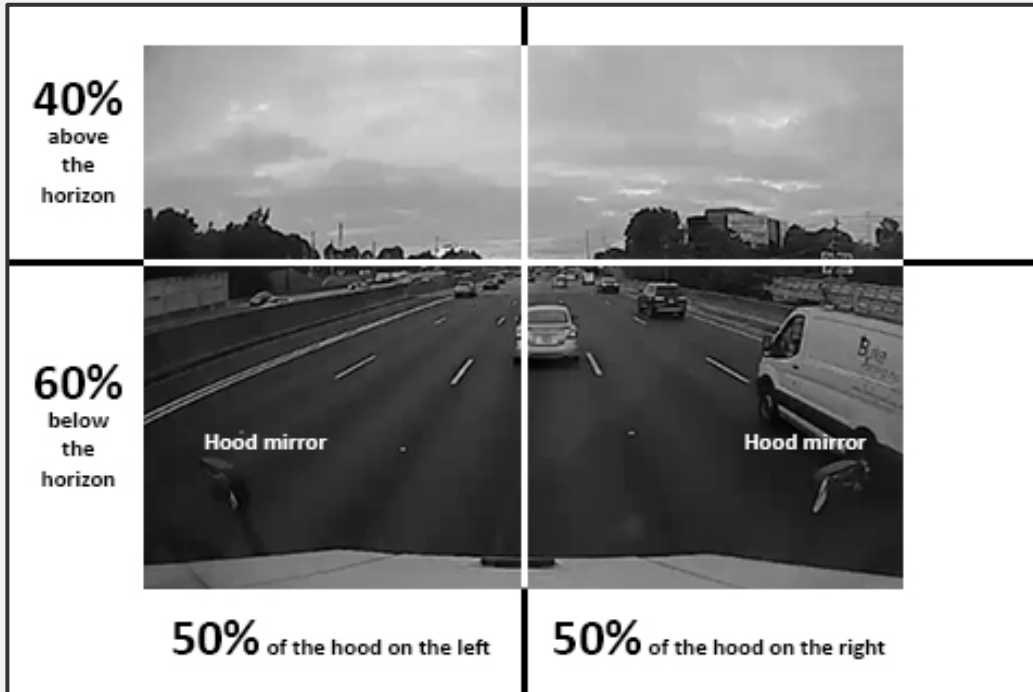 40%
above
the
horizon
60%
below
the
horizon
Hood mirror
Hood mirror
50% of the hood on the left
50% of the hood on the right